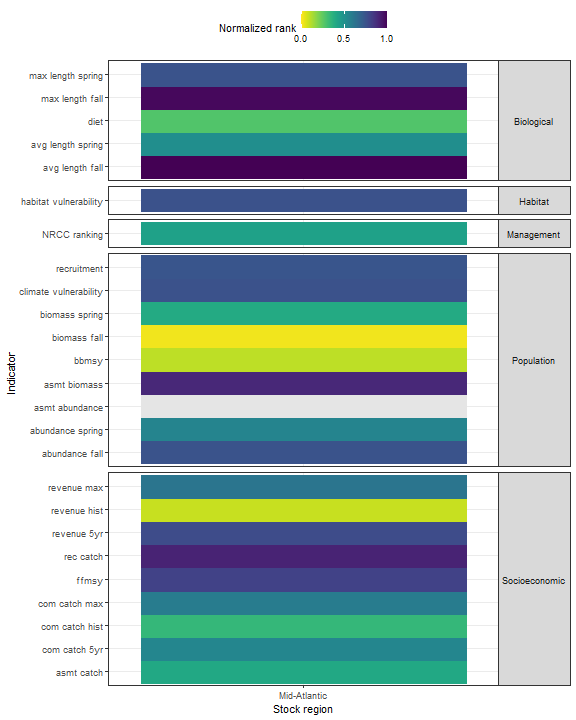 Normalized rank
0.0 0.5 1.0
max length spring
max length fall
diet
avg length spring
avg length fall
Biological
habitat vulnerability
Habitat
NRCC ranking
Management
recruitment
climate vulnerability
biomass spring
biomass fall
bbmsy
asmt biomass
asmt abundance
abundance spring
abundance fall
Population
revenue max
revenue hist
revenue 5yr
rec catch
ffmsy
com catch max
com catch hist
com catch 5yr
asmt catch
Socioeconomic
Indicator
Mid-Atlantic
Stock region